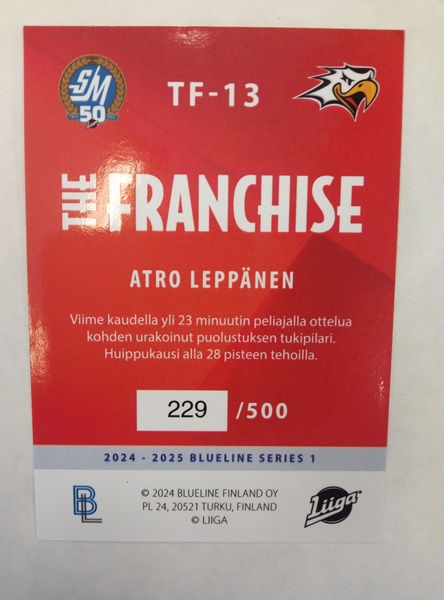 SM
50
TF-13
THE FRANCHISE
ATRO LEPPÄNEN
Viime kaudella yli 23 minuutin peliajalla ottelua
kohden urakoinut puolustuksen tukipilari.
Huippukausi alla 28 pisteen tehoilla.
229 /500
2024 - 2025 BLUELINE SERIES 1
BL
© 2024 BLUELINE FINLAND OY
PL 24, 20521 TURKU, FINLAND
© LIIGA
Liiga